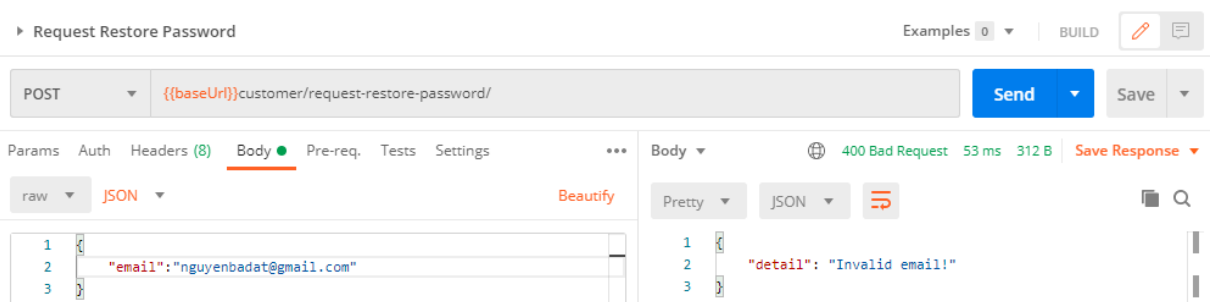 Request Restore Password Examples 0 BUILD
POST {{baseUrl}}customer/request-restore-password/ Send Save
Params Auth Headers (8) Body Pre-req. Tests Settings
raw JSON Beautify
1 {
2 "email":"nguyenbadat@gmail.com"
3 }
Body 400 Bad Request 53 ms 312 B Save Response
Pretty JSON
1 {
2 "detail": "Invalid email!"
3 }